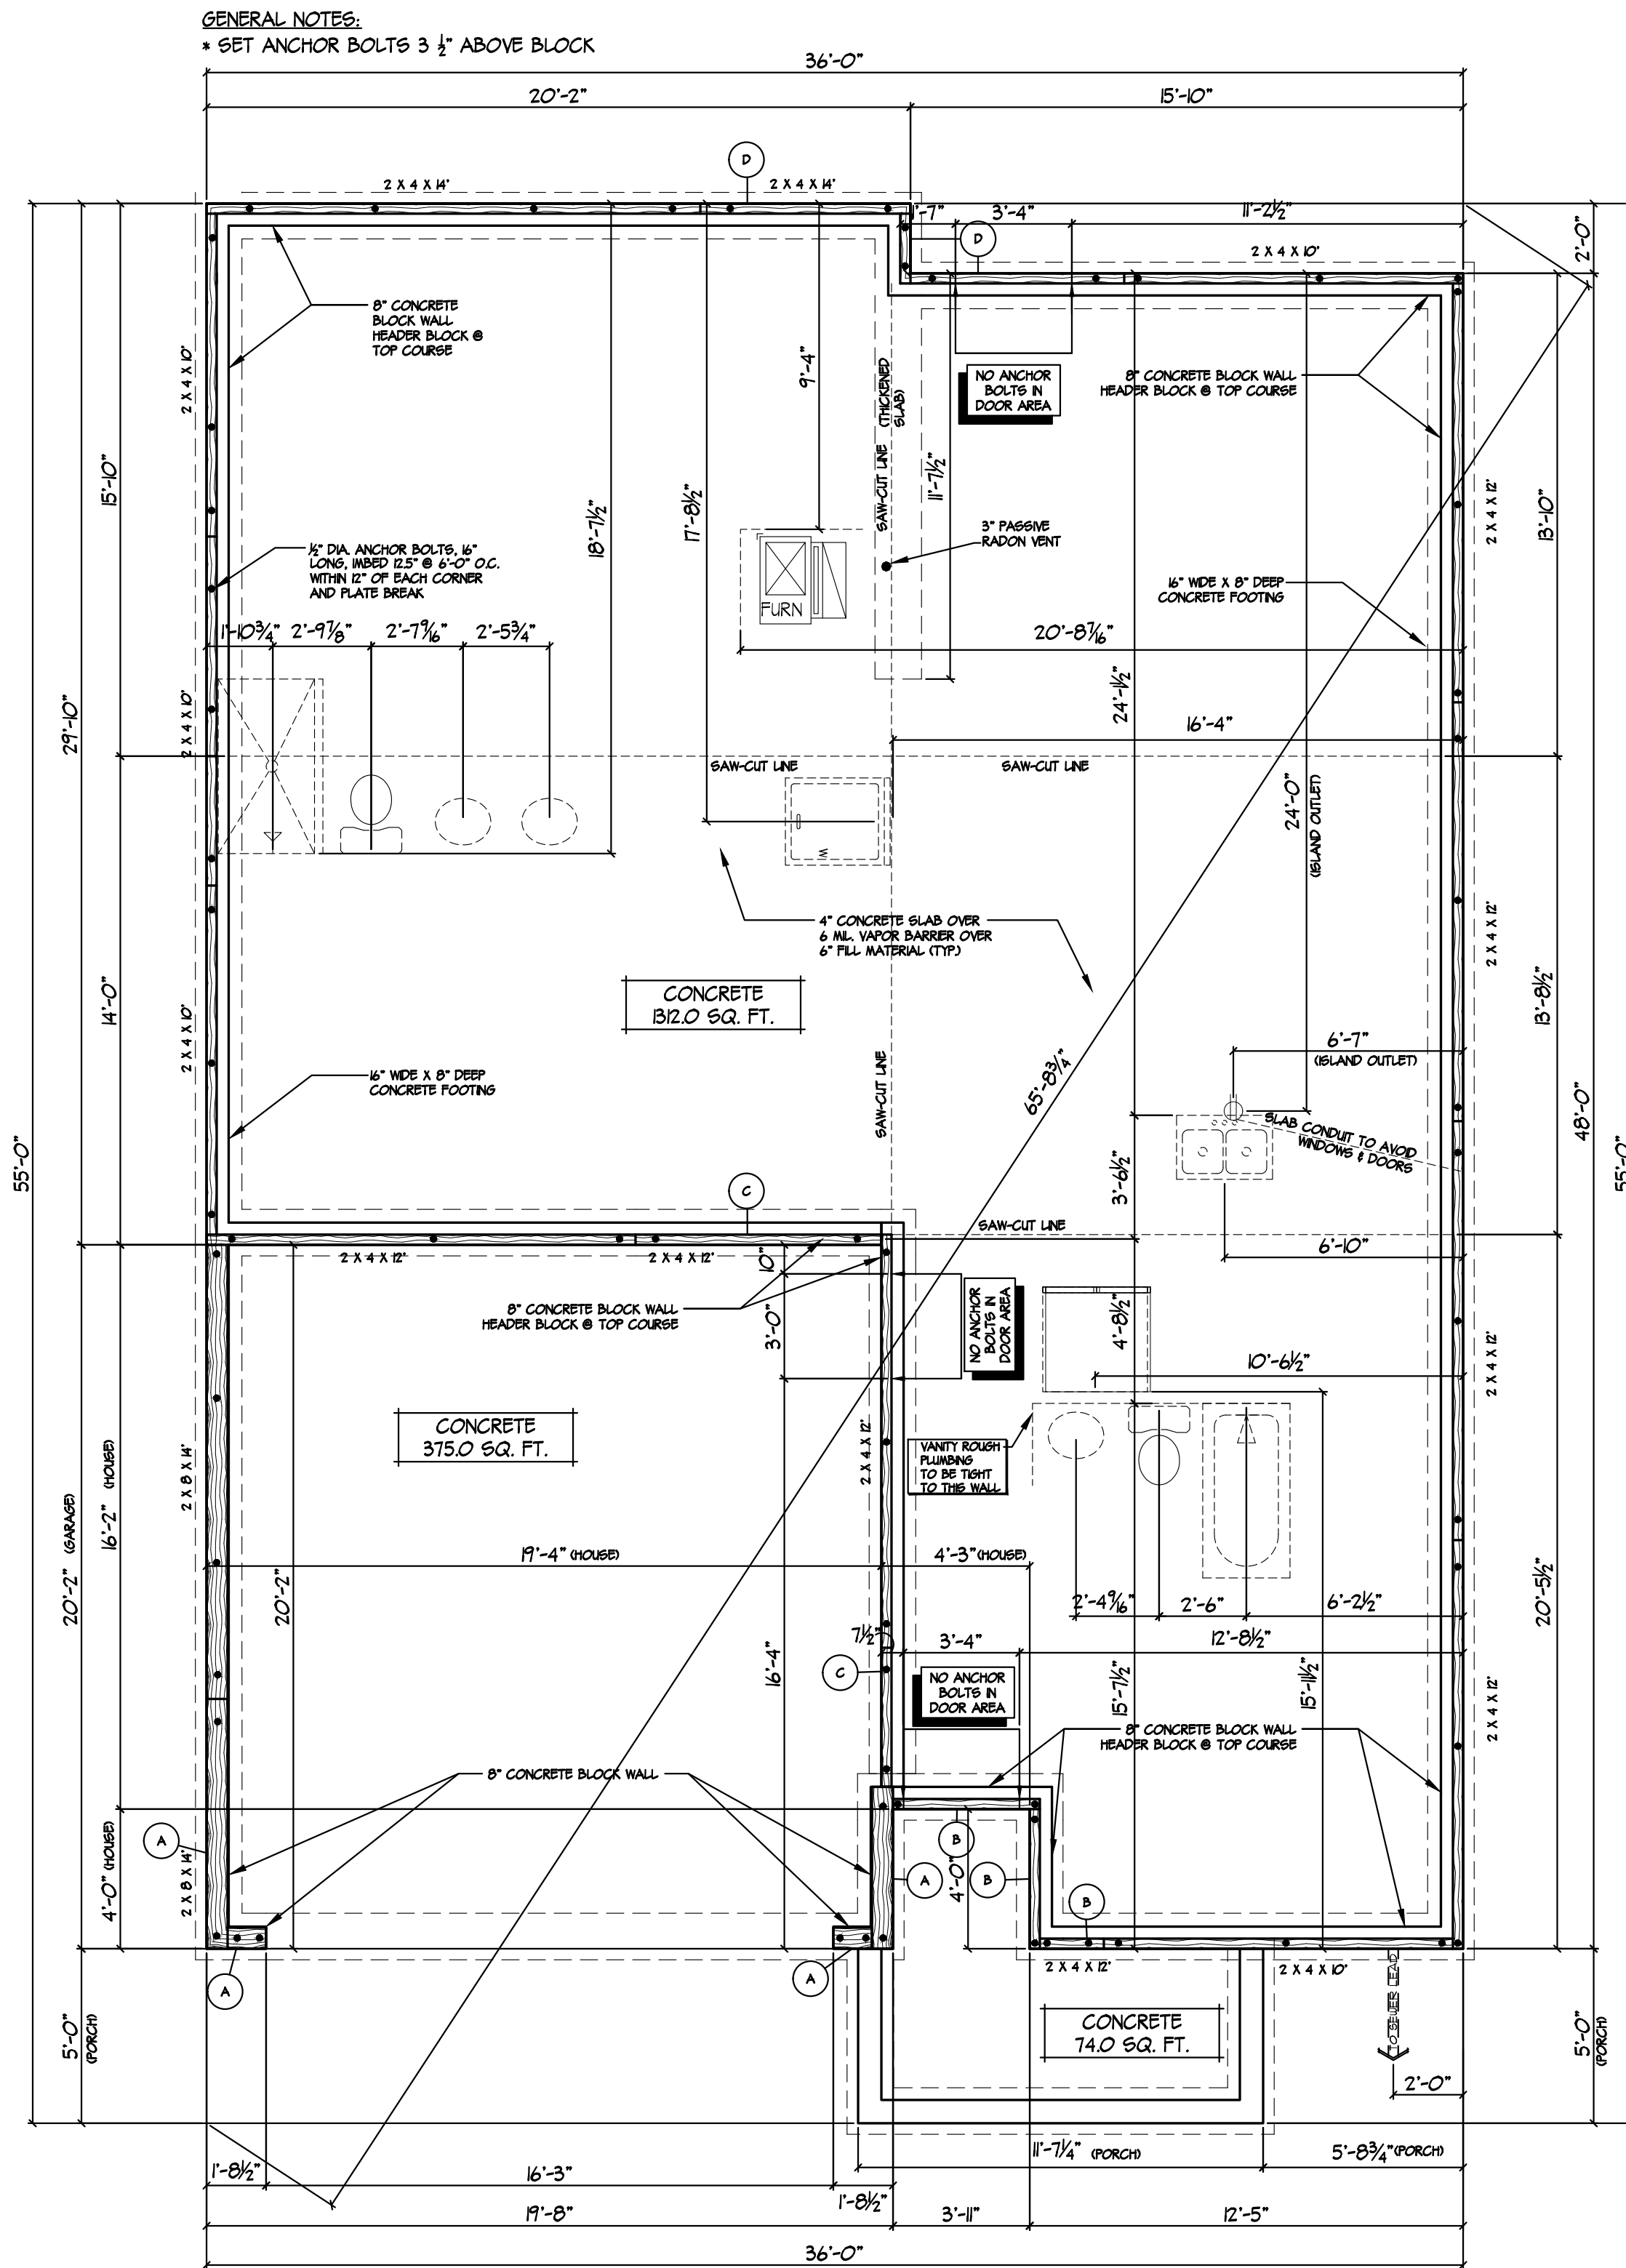 GENERAL NOTES:
* SET ANCHOR BOLTS 3 ½" ABOVE BLOCK
36'-0"
20'-2"
15'-10"
D
2 X 4 X 14'
2 X 4 X 14'
1'-7"
3'-4"
11'-2½"
D
2 X 4 X 10'
2'-0"
8" CONCRETE
BLOCK WALL
HEADER BLOCK @
TOP COURSE
2 X 4 X 10'
9'-4"
SAW-CUT LINE (THICKENED
SLAB)
NO ANCHOR
BOLTS IN
DOOR AREA
8" CONCRETE BLOCK WALL
HEADER BLOCK @ TOP COURSE
15'-10"
18'-7½"
17'-8½"
11'-7½"
2 X 4 X 12'
13'-10"
3" PASSIVE
RADON VENT
½" DIA. ANCHOR BOLTS, 16"
LONG, IMBED 12.5" @ 6'-0" O.C.
WITHIN 12" OF EACH CORNER
AND PLATE BREAK
FURN
16" WIDE X 8" DEEP
CONCRETE FOOTING
1'-10¾"
2'-9⅞"
2'-7⁹⁄₁₆"
2'-5¾"
20'-8⁷⁄₁₆"
29'-10"
2 X 4 X 10'
24'-1½"
16'-4"
SAW-CUT LINE
SAW-CUT LINE
24'-0"
(ISLAND OUTLET)
W
4" CONCRETE SLAB OVER
6 MIL. VAPOR BARRIER OVER
6" FILL MATERIAL (TYP.)
2 X 4 X 12'
14'-0"
2 X 4 X 10'
CONCRETE
1312.0 SQ. FT.
13'-8½"
6'-7"
(ISLAND OUTLET)
16" WIDE X 8" DEEP
CONCRETE FOOTING
SAW-CUT LINE
65'-8¾"
SLAB CONDUIT TO AVOID
WINDOWS & DOORS
48'-0"
55'-0"
55'-0"
3'-6½"
C
SAW-CUT LINE
6'-10"
2 X 4 X 12'
2 X 4 X 12'
10"
8" CONCRETE BLOCK WALL
HEADER BLOCK @ TOP COURSE
3'-0"
NO ANCHOR
BOLTS IN
DOOR AREA
4'-8½"
10'-6½"
2 X 4 X 12'
CONCRETE
375.0 SQ. FT.
2 X 4 X 12'
VANITY ROUGH
PLUMBING
TO BE TIGHT
TO THIS WALL
2 X 8 X 14'
16'-2" (HOUSE)
20'-2" (GARAGE)
20'-2"
19'-4" (HOUSE)
4'-3" (HOUSE)
2'-4⁹⁄₁₆"
2'-6"
6'-2½"
20'-5½"
7½"
3'-4"
12'-8½"
C
16'-4"
NO ANCHOR
BOLTS IN
DOOR AREA
15'-7½"
15'-11½"
2 X 4 X 12'
8" CONCRETE BLOCK WALL
HEADER BLOCK @ TOP COURSE
8" CONCRETE BLOCK WALL
A
4'-0" (HOUSE)
2 X 8 X 14'
B
A
4'-0"
B
B
A
A
2 X 4 X 12'
2 X 4 X 10'
CONCRETE
74.0 SQ. FT.
TO SEWER LEAD
5'-0"
(PORCH)
5'-0"
(PORCH)
2'-0"
11'-7¼" (PORCH)
5'-8¾" (PORCH)
1'-8½"
16'-3"
1'-8½"
19'-8"
3'-11"
12'-5"
36'-0"